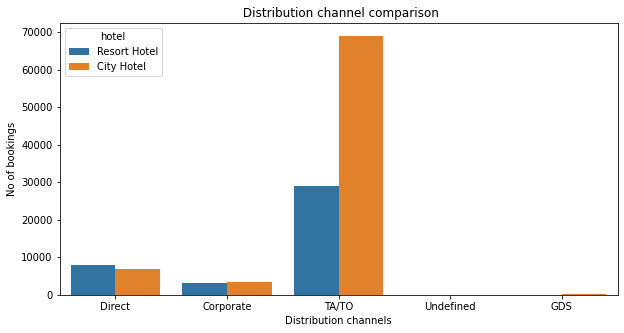 Distribution channel comparison
hotel
Resort Hotel
City Hotel
No of bookings
70000
60000
50000
40000
30000
20000
10000
0
Direct
Corporate
TA/TO
Undefined
GDS
Distribution channels